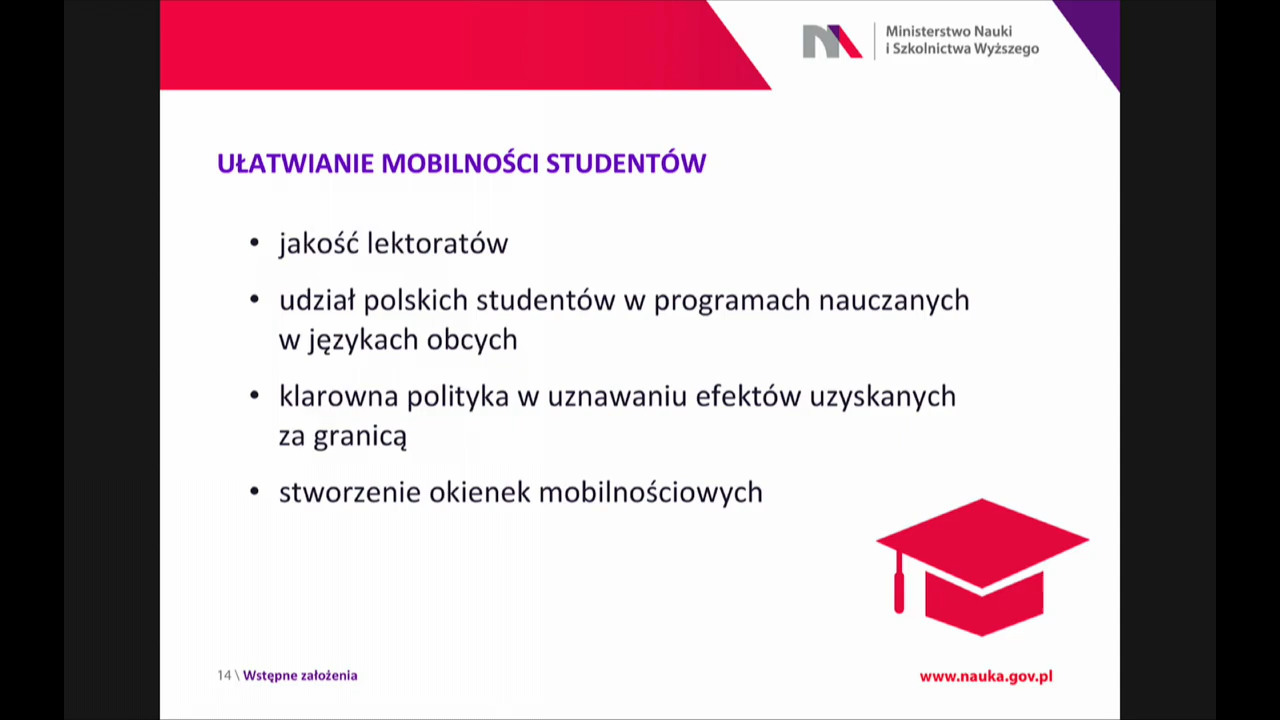 Ministerstwo Nauki
i Szkolnictwa Wyższego
UŁATWIANIE MOBILNOŚCI STUDENTÓW
• jakość lektoratów
• udział polskich studentów w programach nauczanych
w językach obcych
• klarowna polityka w uznawaniu efektów uzyskanych
za granicą
• stworzenie okienek mobilnościowych
14 \ Wstępne założenia
www.nauka.gov.pl